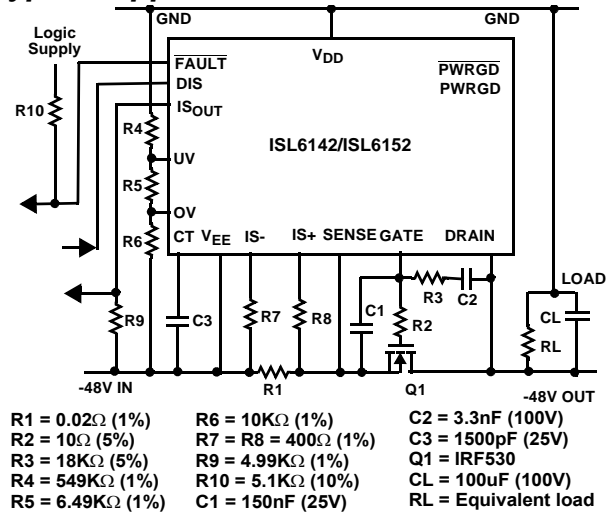 GND
GND
Logic
Supply
V_DD
FAULT
DIS
IS_OUT
PWRGD
PWRGD
R10
R4
ISL6142/ISL6152
UV
R5
OV
R6
CT
V_EE
IS-
IS+
SENSE
GATE
DRAIN
LOAD
R3
C2
C1
R2
R9
C3
R7
R8
CL
RL
-48V IN
R1
Q1
-48V OUT
R1 = 0.02Ω (1%)
R2 = 10Ω (5%)
R3 = 18KΩ (5%)
R4 = 549KΩ (1%)
R5 = 6.49KΩ (1%)
R6 = 10KΩ (1%)
R7 = R8 = 400Ω (1%)
R9 = 4.99KΩ (1%)
R10 = 5.1KΩ (10%)
C1 = 150nF (25V)
C2 = 3.3nF (100V)
C3 = 1500pF (25V)
Q1 = IRF530
CL = 100uF (100V)
RL = Equivalent load